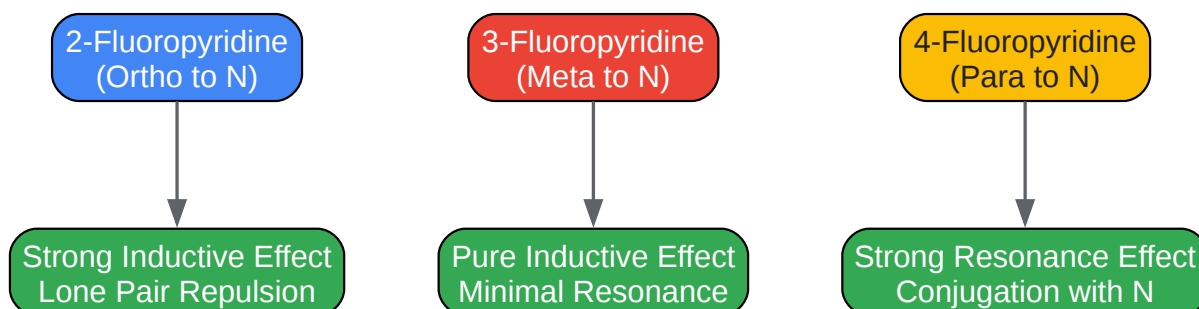 2-Fluoropyridine
(Ortho to N)
3-Fluoropyridine
(Meta to N)
4-Fluoropyridine
(Para to N)
Strong Inductive Effect
Lone Pair Repulsion
Pure Inductive Effect
Minimal Resonance
Strong Resonance Effect
Conjugation with N